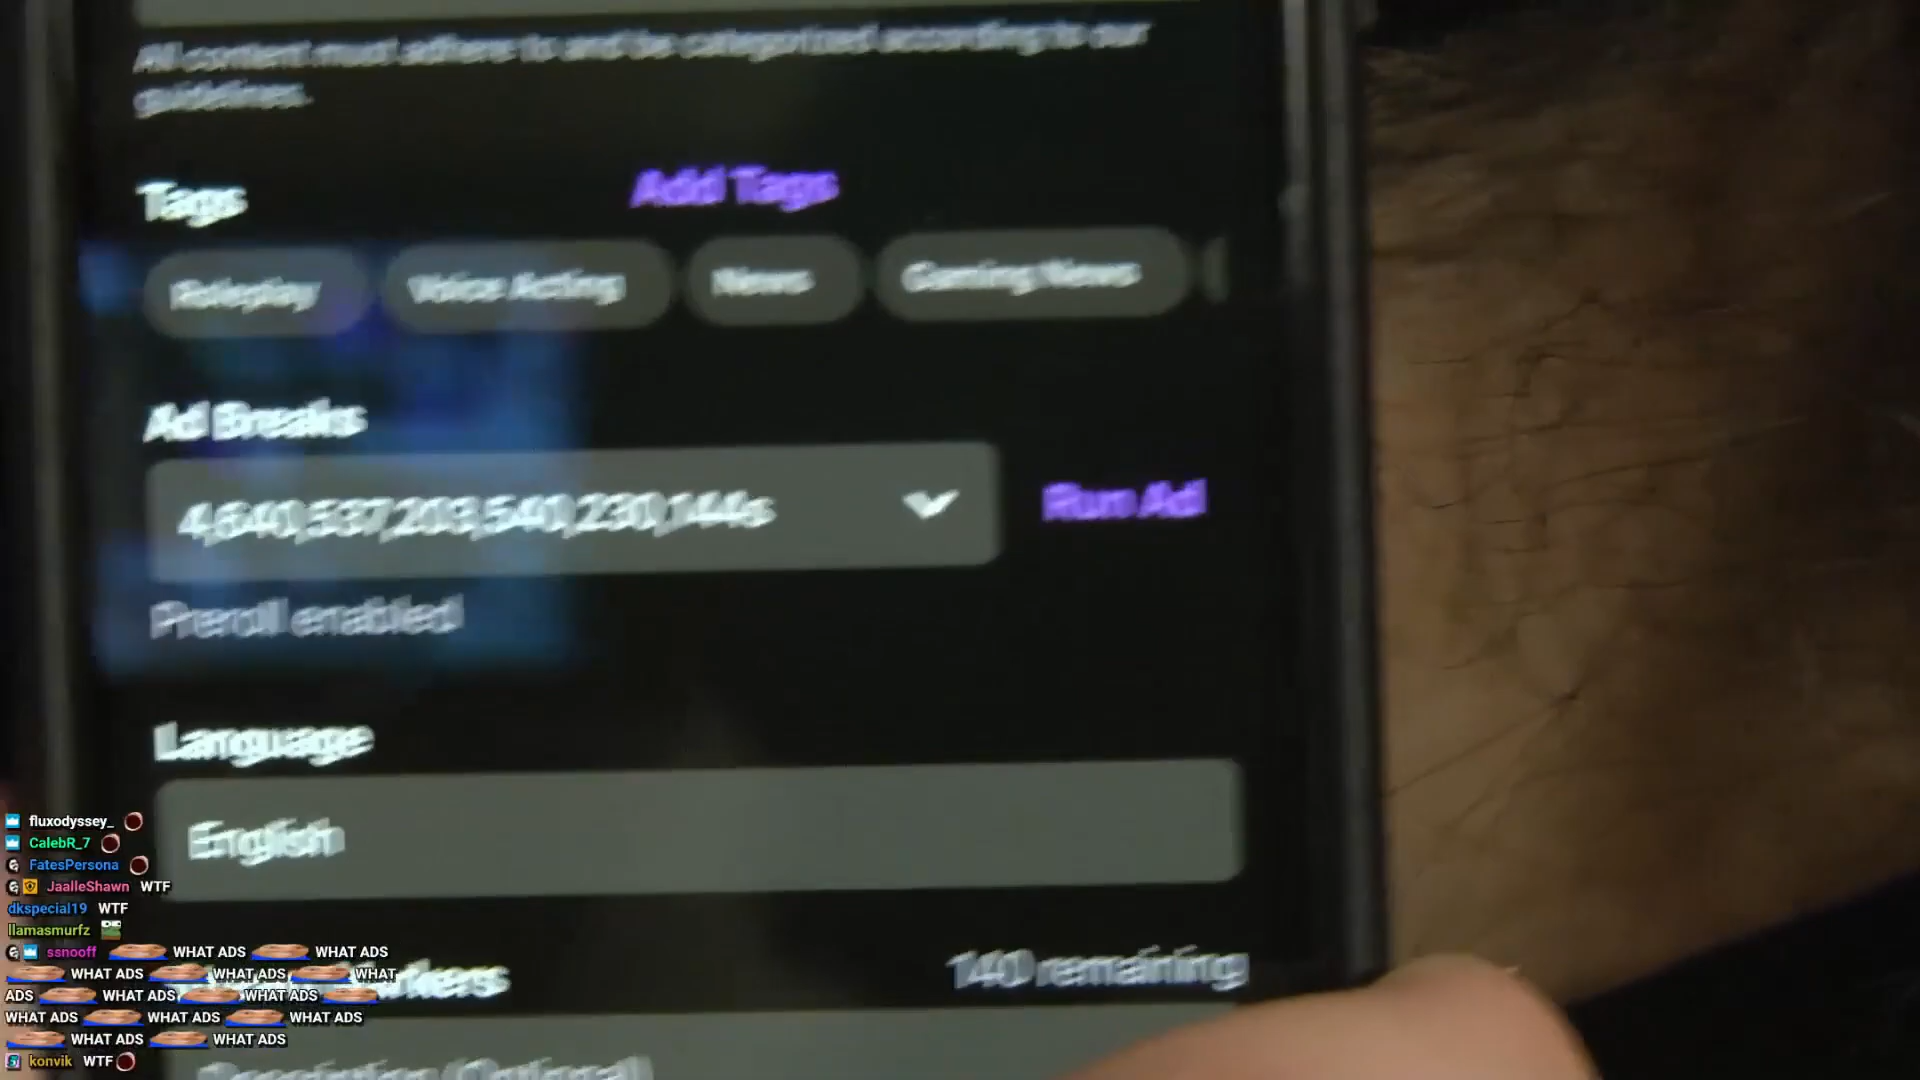 All content must adhere to and be categorized according to our
guidelines.
Tags
Add Tags
Roleplay
Voice Acting
News
Gaming News
Ad Breaks
4,640,537,203,540,230,144s
Run Ad
Preroll enabled
Language
English
140 remaining
Description (Optional)
fluxodyssey_
CalebR_7
FatesPersona
JaalleShawn WTF
dkspecial19 WTF
llamasmurfz
ssnooff WHAT ADS WHAT ADS
WHAT ADS WHAT ADS WHAT
ADS WHAT ADS WHAT ADS
WHAT ADS WHAT ADS WHAT ADS
WHAT ADS WHAT ADS
konvik WTF